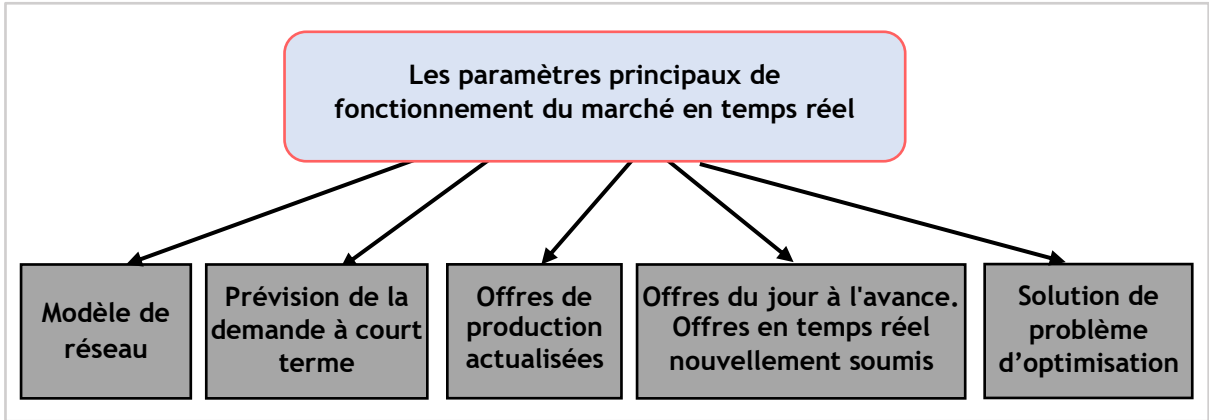 Les paramètres principaux de
fonctionnement du marché en temps réel
Modèle de
réseau
Prévision de la
demande à court
terme
Offres de
production
actualisées
Offres du jour à l'avance.
Offres en temps réel
nouvellement soumis
Solution de
problème
d’optimisation